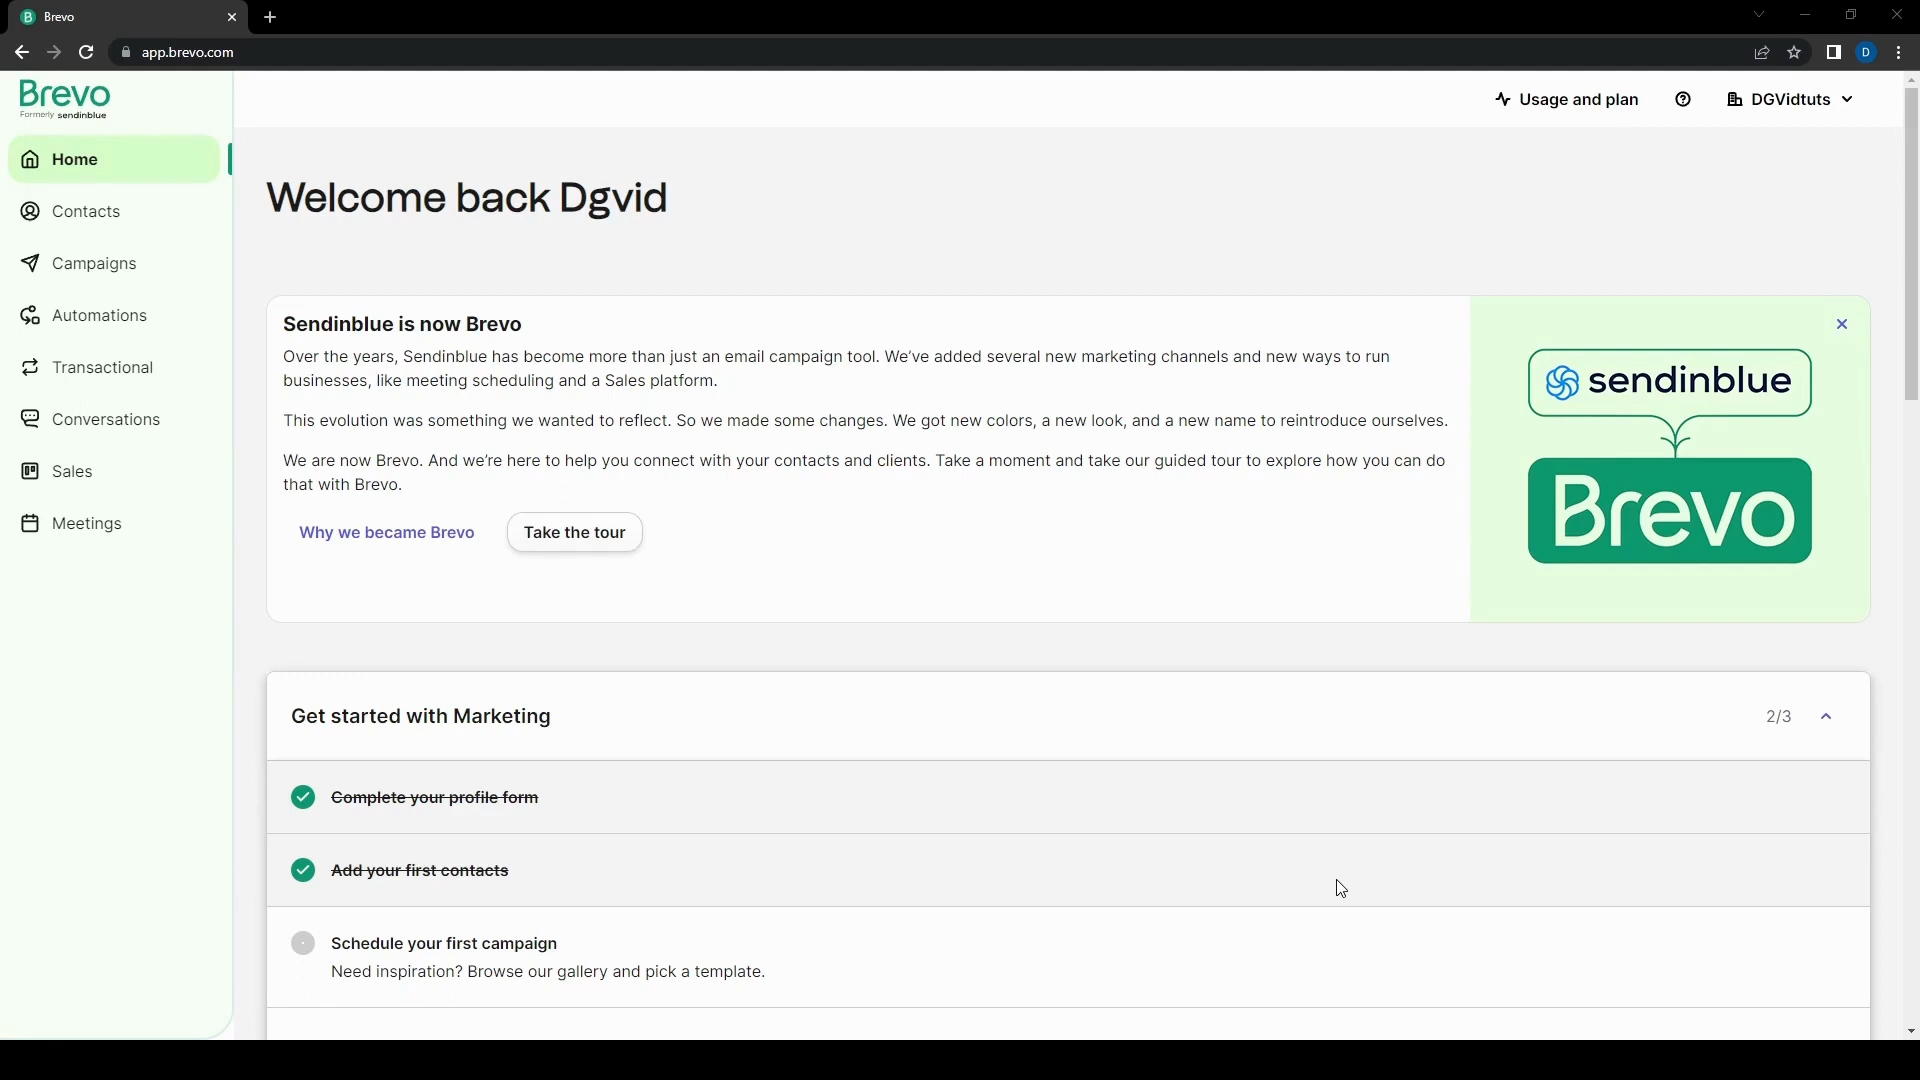 Brevo
app.brevo.com
D
Brevo
Formerly sendinblue
Usage and plan
DGVidtuts
Home
Contacts
Campaigns
Automations
Transactional
Conversations
Sales
Meetings
Welcome back Dgvid
Sendinblue is now Brevo
Over the years, Sendinblue has become more than just an email campaign tool. We've added several new marketing channels and new ways to run
businesses, like meeting scheduling and a Sales platform.
This evolution was something we wanted to reflect. So we made some changes. We got new colors, a new look, and a new name to reintroduce ourselves.
We are now Brevo. And we're here to help you connect with your contacts and clients. Take a moment and take our guided tour to explore how you can do
that with Brevo.
Why we became Brevo
Take the tour
sendinblue
Brevo
Get started with Marketing
2/3
Complete your profile form
Add your first contacts
Schedule your first campaign
Need inspiration? Browse our gallery and pick a template.